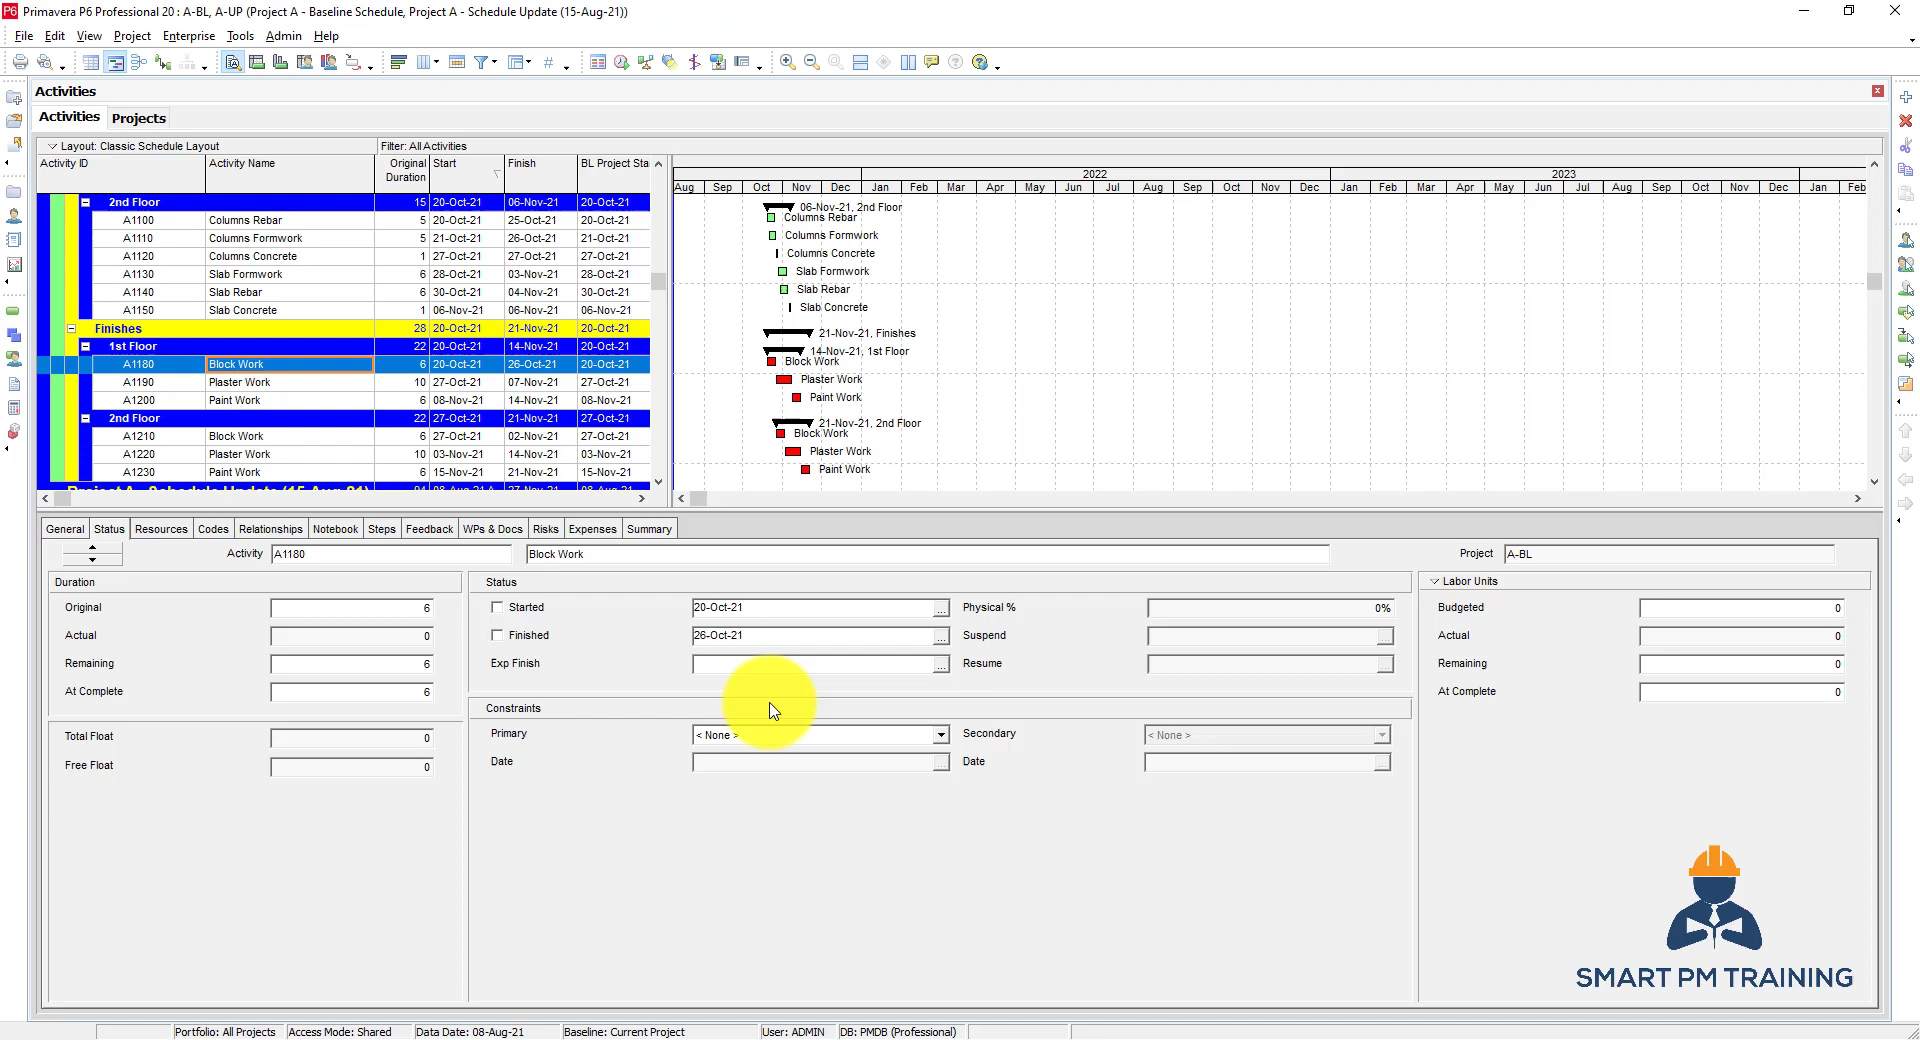 P6 Primavera P6 Professional 20 : A-BL, A-UP (Project A - Baseline Schedule, Project A - Schedule Update (15-Aug-21))
File Edit View Project Enterprise Tools Admin Help
Activities
Activities Projects
Layout: Classic Schedule Layout Filter: All Activities
Activity ID Activity Name Original Duration Start Finish BL Project Sta
2022 2023
Aug Sep Oct Nov Dec Jan Feb Mar Apr May Jun Jul Aug Sep Oct Nov Dec Jan Feb Mar Apr May Jun Jul Aug Sep Oct Nov Dec Jan Feb
2nd Floor 15 20-Oct-21 06-Nov-21 20-Oct-21 06-Nov-21, 2nd Floor
A1100 Columns Rebar 5 20-Oct-21 25-Oct-21 20-Oct-21 Columns Rebar
A1110 Columns Formwork 5 21-Oct-21 26-Oct-21 21-Oct-21 Columns Formwork
A1120 Columns Concrete 1 27-Oct-21 27-Oct-21 27-Oct-21 Columns Concrete
A1130 Slab Formwork 6 28-Oct-21 03-Nov-21 28-Oct-21 Slab Formwork
A1140 Slab Rebar 6 30-Oct-21 04-Nov-21 30-Oct-21 Slab Rebar
A1150 Slab Concrete 1 06-Nov-21 06-Nov-21 06-Nov-21 Slab Concrete
Finishes 28 20-Oct-21 21-Nov-21 20-Oct-21 21-Nov-21, Finishes
1st Floor 22 20-Oct-21 14-Nov-21 20-Oct-21 14-Nov-21, 1st Floor
A1180 Block Work 6 20-Oct-21 26-Oct-21 20-Oct-21 Block Work
A1190 Plaster Work 10 27-Oct-21 07-Nov-21 27-Oct-21 Plaster Work
A1200 Paint Work 6 08-Nov-21 14-Nov-21 08-Nov-21 Paint Work
2nd Floor 22 27-Oct-21 21-Nov-21 27-Oct-21 21-Nov-21, 2nd Floor
A1210 Block Work 6 27-Oct-21 02-Nov-21 27-Oct-21 Block Work
A1220 Plaster Work 10 03-Nov-21 14-Nov-21 03-Nov-21 Plaster Work
A1230 Paint Work 6 15-Nov-21 21-Nov-21 15-Nov-21 Paint Work
Project A - Schedule Update (15-Aug-21) 94 08-Aug-21 A 27-Nov-21 08-Aug-21
General Status Resources Codes Relationships Notebook Steps Feedback WPs & Docs Risks Expenses Summary
Activity A1180 Block Work Project A-BL
Duration Status Labor Units
Original 6 Started 20-Oct-21 ... Physical % 0% Budgeted 0
Actual 0 Finished 26-Oct-21 ... Suspend ... Actual 0
Remaining 6 Exp Finish ... Resume ... Remaining 0
At Complete 6 At Complete 0
Constraints
Total Float 0 Primary < None > Secondary < None >
Free Float 0 Date ... Date ...
SMART PM TRAINING
Portfolio: All Projects Access Mode: Shared Data Date: 08-Aug-21 Baseline: Current Project User: ADMIN DB: PMDB (Professional)